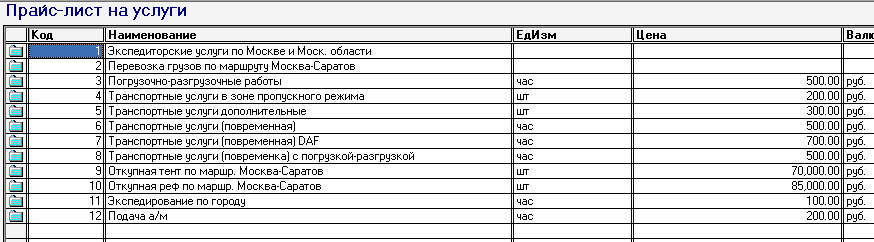 Прайс-лист на услуги
Код Наименование ЕдИзм Цена Валю
1 Экспедиторские услуги по Москве и Моск. области
2 Перевозка грузов по маршруту Москва-Саратов
3 Погрузочно-разгрузочные работы час 500.00 руб.
4 Транспортные услуги в зоне пропускного режима шт 200.00 руб.
5 Транспортные услуги дополнительные шт 300.00 руб.
6 Транспортные услуги (повременная) час 500.00 руб.
7 Транспортные услуги (повременная) DAF час 700.00 руб.
8 Транспортные услуги (повременка) с погрузкой-разгрузкой час 500.00 руб.
9 Откупная тент по маршр. Москва-Саратов шт 70,000.00 руб.
10 Откупная реф по маршр. Москва-Саратов шт 85,000.00 руб.
11 Экспедирование по городу час 100.00 руб.
12 Подача а/м час 200.00 руб.